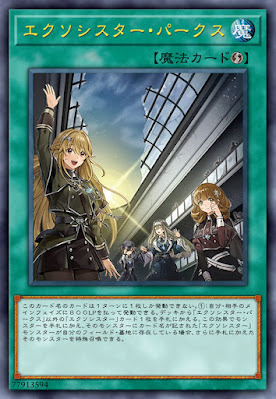 エクソシスター・パークス
魔
【魔法カード】
このカード名のカードは1ターンに1枚しか発動できない。①：自分・相手のメ
インフェイズに800LPを払って発動できる。デッキから「エクソシスター・パー
クス」以外の「エクソシスター」カード1枚を手札に加える。この効果でモン
スターを手札に加え、そのモンスターにカード名が記された「エクソシスター」
モンスターが自分のフィールド・墓地に存在している場合、さらに手札に加えた
そのモンスターを特殊召喚できる。
77913594